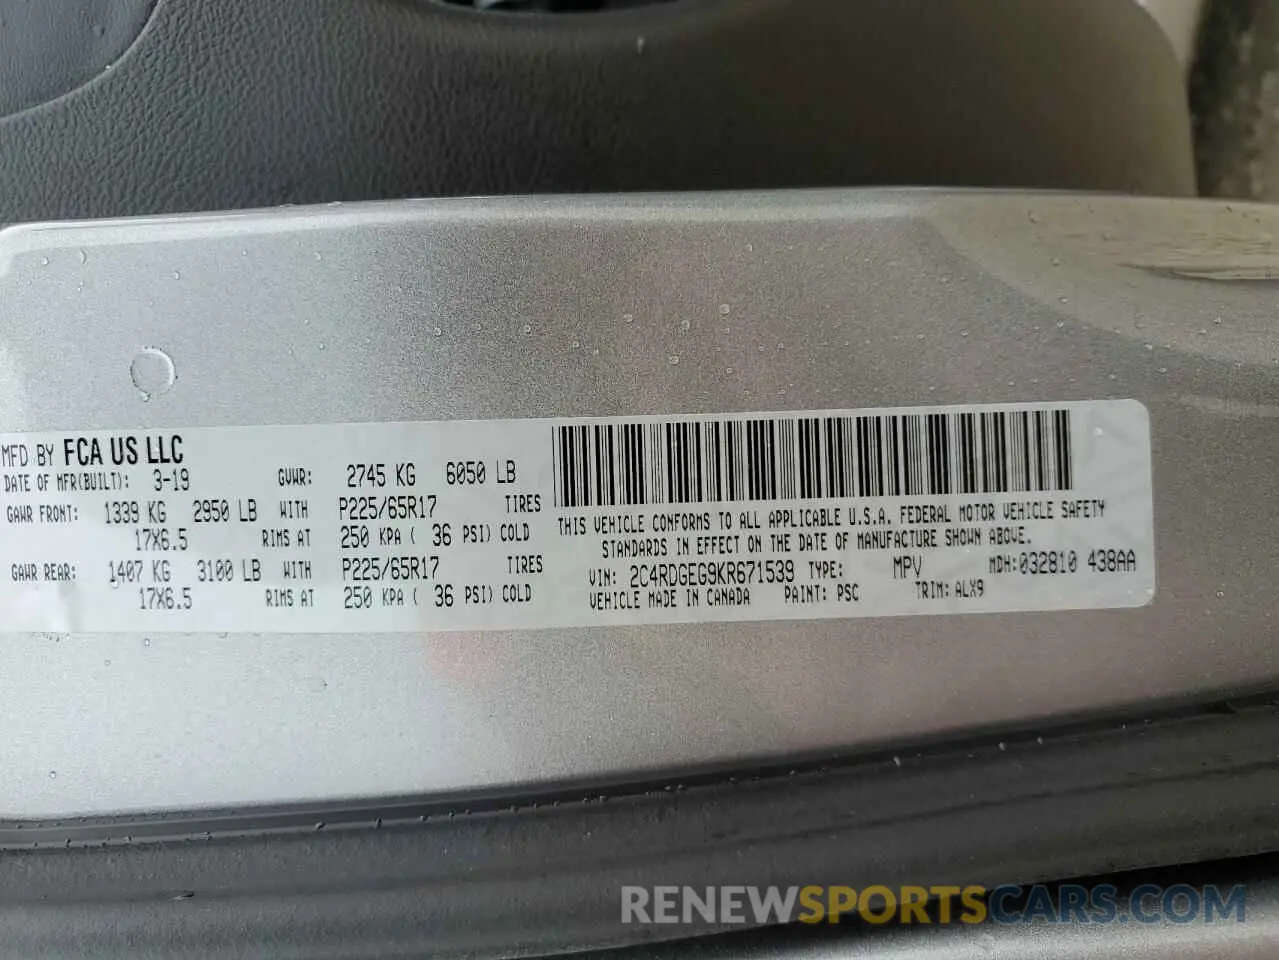 MFD BY FCA US LLC
DATE OF MFR(BUILT): 3-19 GVWR: 2745 KG 6050 LB
GAWR FRONT: 1339 KG 2950 LB WITH P225/65R17 TIRES
17X6.5 RIMS AT 250 KPA ( 36 PSI) COLD
GAWR REAR: 1407 KG 3100 LB WITH P225/65R17 TIRES
17X6.5 RIMS AT 250 KPA ( 36 PSI) COLD
THIS VEHICLE CONFORMS TO ALL APPLICABLE U.S.A. FEDERAL MOTOR VEHICLE SAFETY
STANDARDS IN EFFECT ON THE DATE OF MANUFACTURE SHOWN ABOVE.
VIN: 2C4RDGEG9KR671539 TYPE: MPV MDH:032810 438AA
VEHICLE MADE IN CANADA PAINT: PSC TRIM: ALX9
RENEWSPORTSCARS.COM